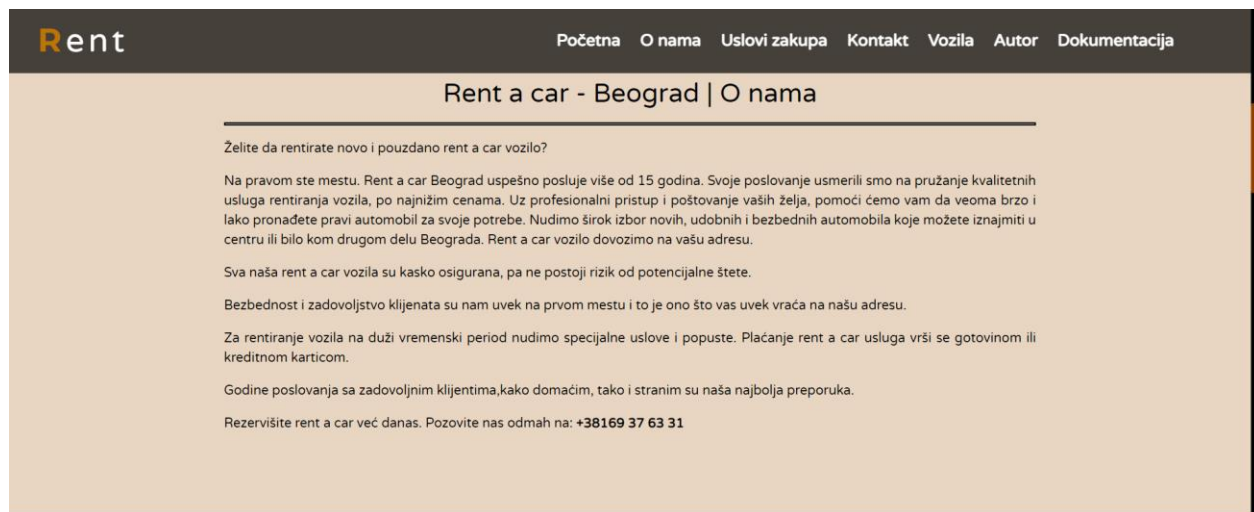 Rent
Početna O nama Uslovi zakupa Kontakt Vozila Autor Dokumentacija
Rent a car - Beograd | O nama
Želite da rentirate novo i pouzdano rent a car vozilo?
Na pravom ste mestu. Rent a car Beograd uspešno posluje više od 15 godina. Svoje poslovanje usmerili smo na pružanje kvalitetnih
usluga rentiranja vozila, po najnižim cenama. Uz profesionalni pristup i poštovanje vaših želja, pomoći ćemo vam da veoma brzo i
lako pronađete pravi automobil za svoje potrebe. Nudimo širok izbor novih, udobnih i bezbednih automobila koje možete iznajmiti u
centru ili bilo kom drugom delu Beograda. Rent a car vozilo dovozimo na vašu adresu.
Sva naša rent a car vozila su kasko osigurana, pa ne postoji rizik od potencijalne štete.
Bezbednost i zadovoljstvo klijenata su nam uvek na prvom mestu i to je ono što vas uvek vraća na našu adresu.
Za rentiranje vozila na duži vremenski period nudimo specijalne uslove i popuste. Plaćanje rent a car usluga vrši se gotovinom ili
kreditnom karticom.
Godine poslovanja sa zadovoljnim klijentima,kako domaćim, tako i stranim su naša najbolja preporuka.
Rezervišite rent a car već danas. Pozovite nas odmah na: +38169 37 63 31